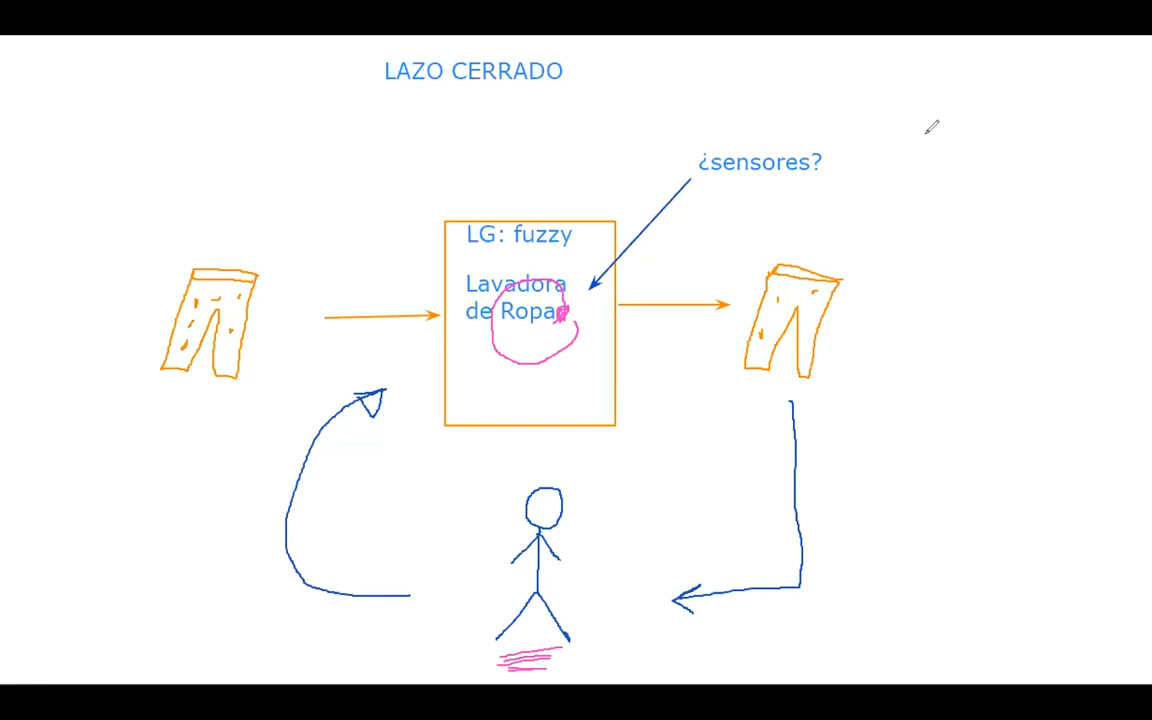 LAZO CERRADO
¿sensores?
LG: fuzzy
Lavadora
de Ropa